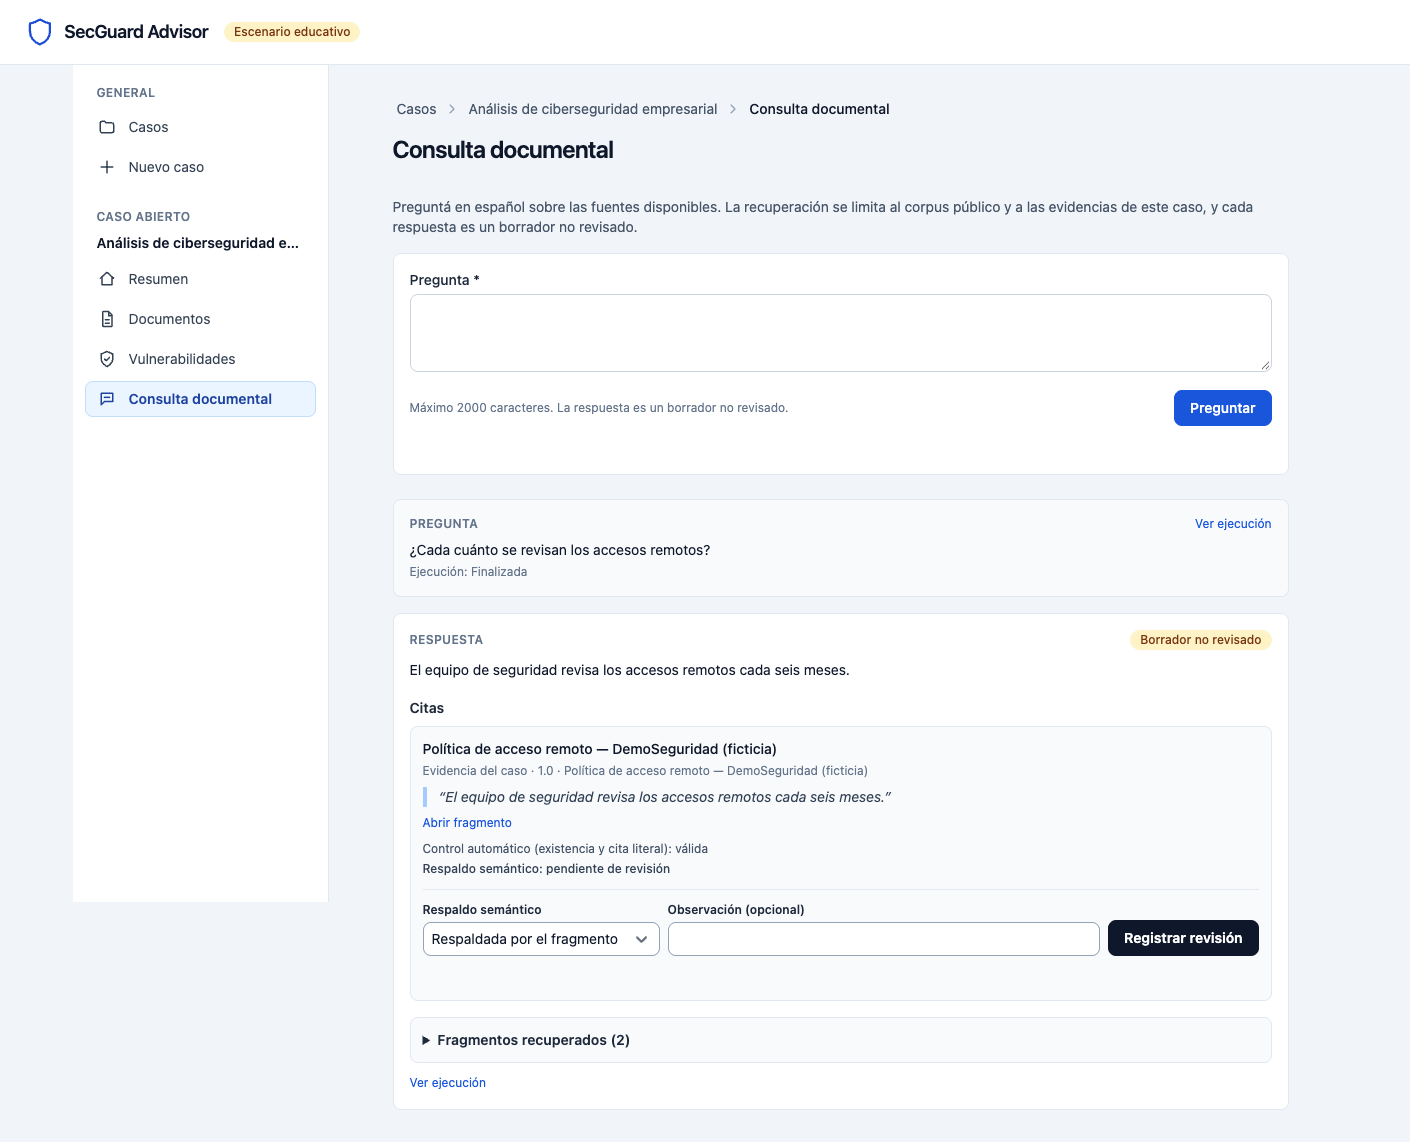 SecGuard Advisor
Escenario educativo
GENERAL
Casos
Nuevo caso
CASO ABIERTO
Análisis de ciberseguridad e...
Resumen
Documentos
Vulnerabilidades
Consulta documental
Casos > Análisis de ciberseguridad empresarial > Consulta documental
Consulta documental
Preguntá en español sobre las fuentes disponibles. La recuperación se limita al corpus público y a las evidencias de este caso, y cada
respuesta es un borrador no revisado.
Pregunta *
Máximo 2000 caracteres. La respuesta es un borrador no revisado.
Preguntar
PREGUNTA
Ver ejecución
¿Cada cuánto se revisan los accesos remotos?
Ejecución: Finalizada
RESPUESTA
Borrador no revisado
El equipo de seguridad revisa los accesos remotos cada seis meses.
Citas
Política de acceso remoto — DemoSeguridad (ficticia)
Evidencia del caso · 1.0 · Política de acceso remoto — DemoSeguridad (ficticia)
“El equipo de seguridad revisa los accesos remotos cada seis meses.”
Abrir fragmento
Control automático (existencia y cita literal): válida
Respaldo semántico: pendiente de revisión
Respaldo semántico
Observación (opcional)
Respaldada por el fragmento
Registrar revisión
Fragmentos recuperados (2)
Ver ejecución